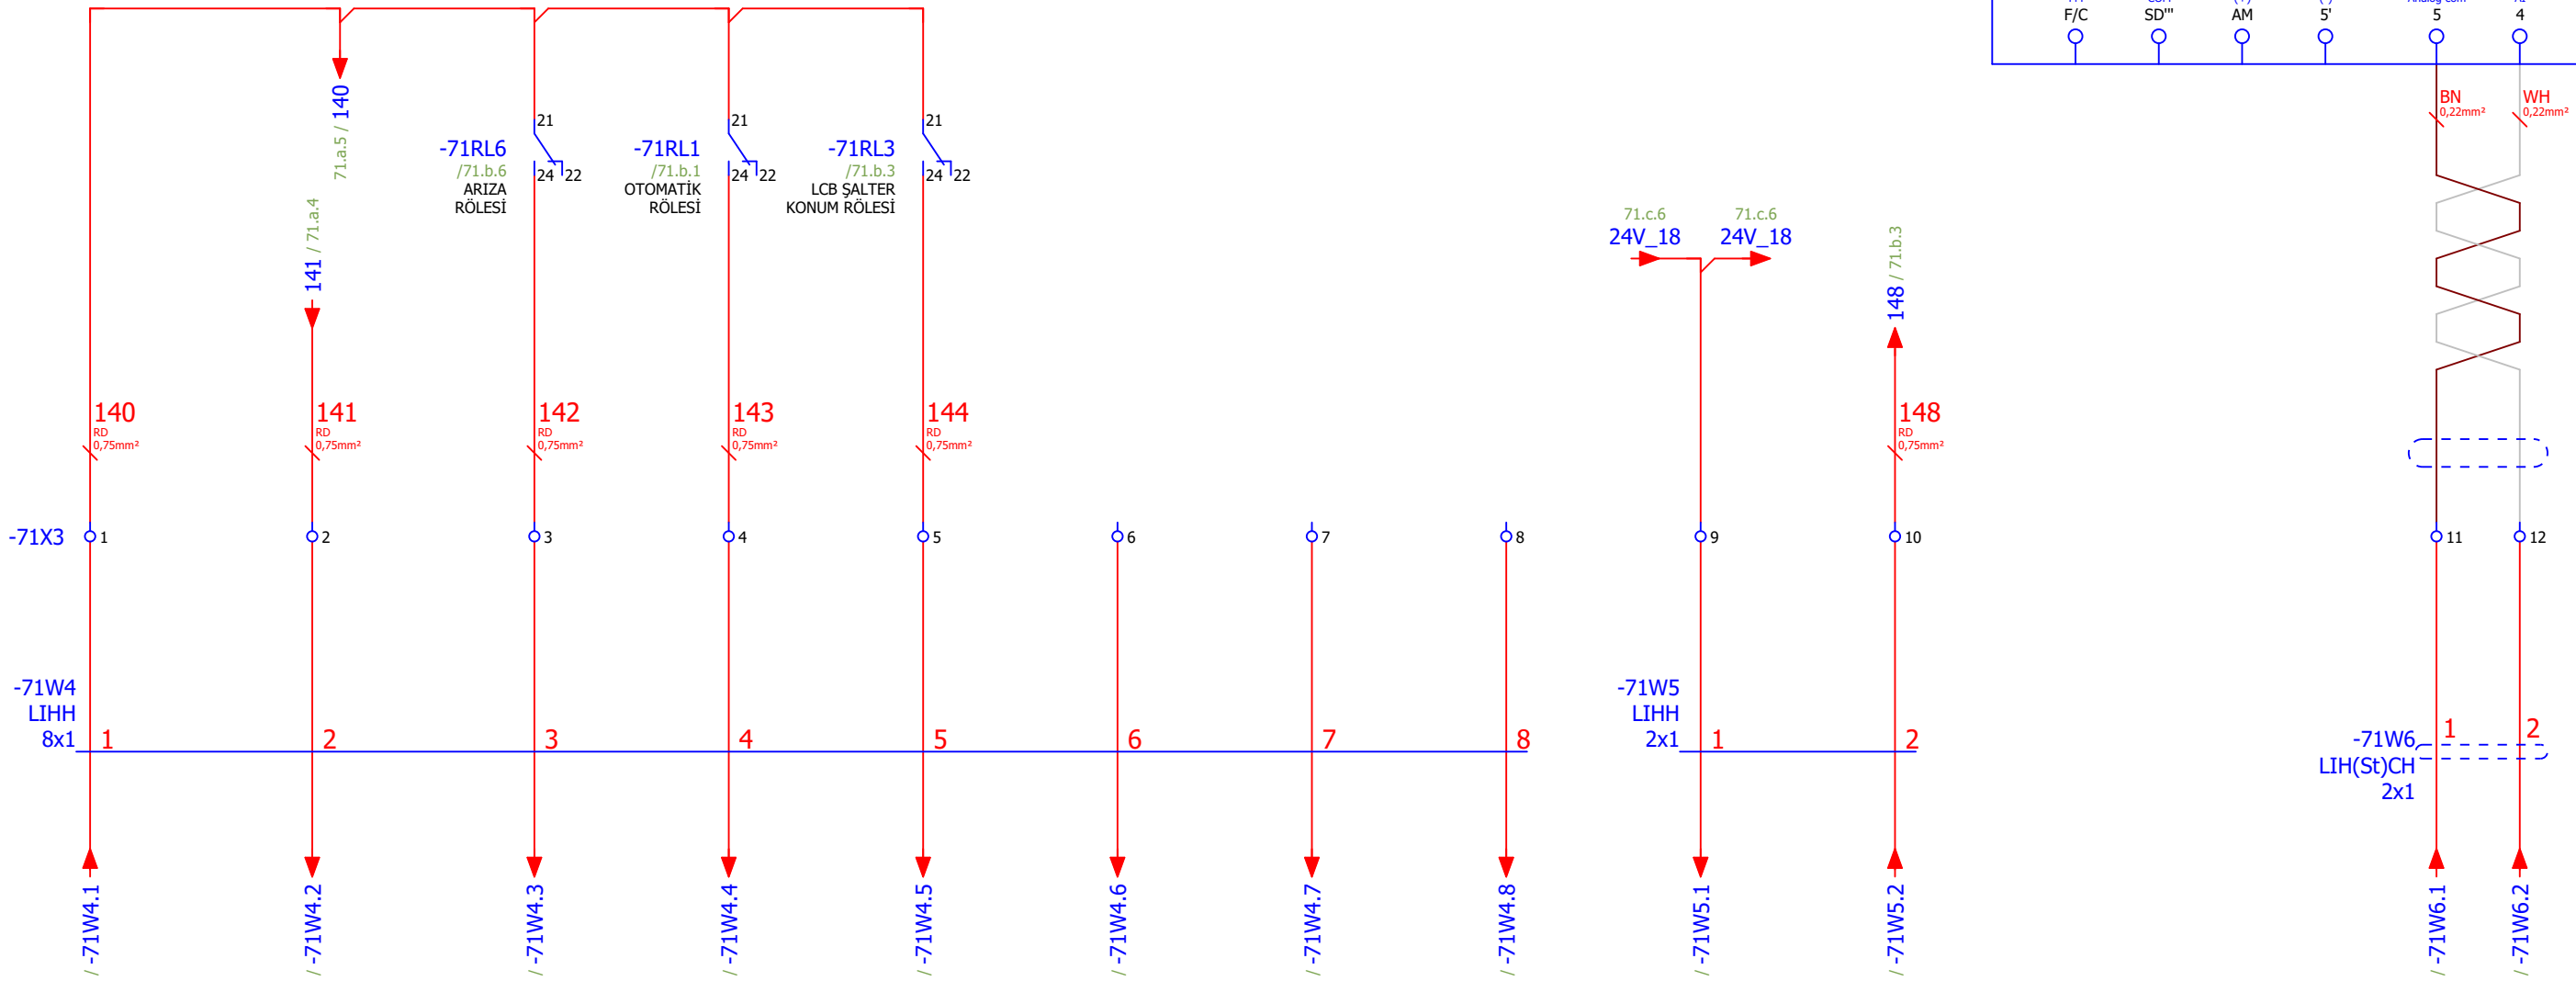 F/C
SD'''
AM
5'
5
4
140
71.a.5 / 140
141 / 71.a.4
21
-71RL6
/71.b.6
ARIZA
RÖLESİ
24
22
21
-71RL1
/71.b.1
OTOMATİK
RÖLESİ
24
22
21
-71RL3
/71.b.3
LCB ŞALTER
KONUM RÖLESİ
24
22
71.c.6
24V_18
71.c.6
24V_18
148 / 71.b.3
BN
0,22mm²
WH
0,22mm²
RD
0,75mm²
141
RD
0,75mm²
142
RD
0,75mm²
143
RD
0,75mm²
144
RD
0,75mm²
148
RD
0,75mm²
-71X3
1
2
3
4
5
6
7
8
9
10
11
12
-71W4
LIHH
8x1
1
2
3
4
5
6
7
8
-71W5
LIHH
2x1
1
2
-71W6
LIH(St)CH
2x1
1
2
/ -71W4.1
/ -71W4.2
/ -71W4.3
/ -71W4.4
/ -71W4.5
/ -71W4.6
/ -71W4.7
/ -71W4.8
/ -71W5.1
/ -71W5.2
/ -71W6.1
/ -71W6.2